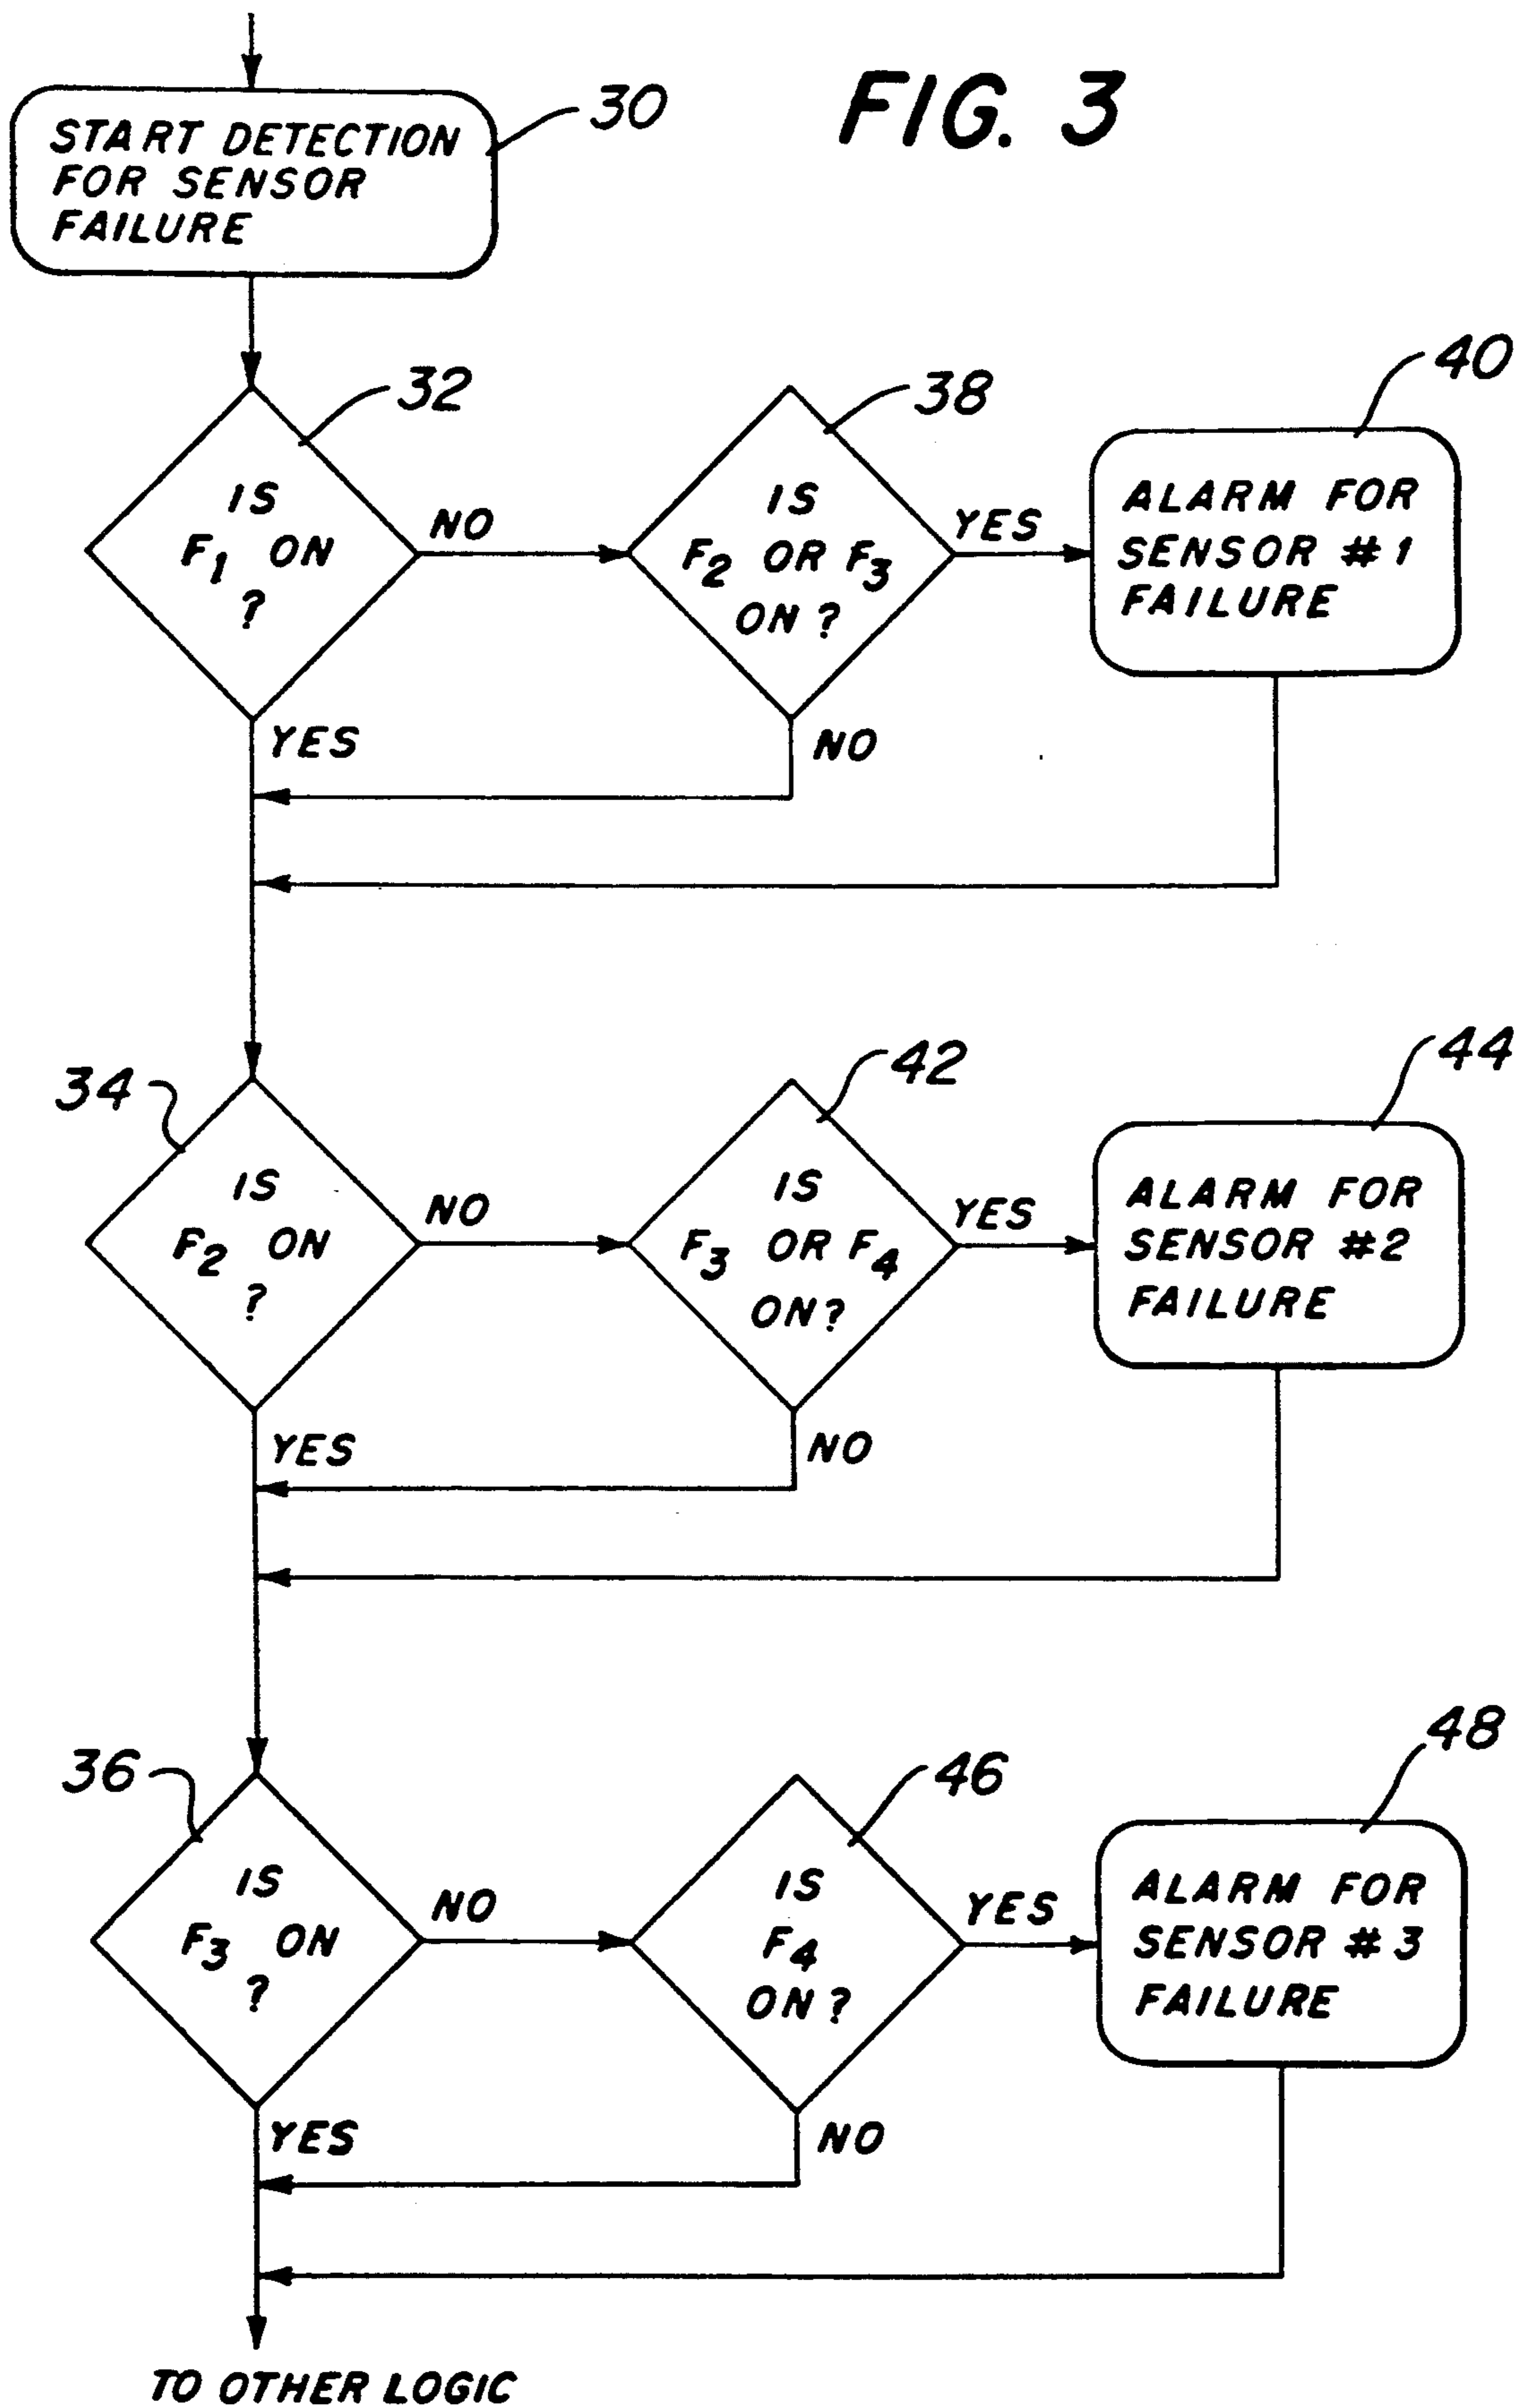 FIG. 3
30
START DETECTION
FOR SENSOR
FAILURE
32
IS
F1 ON
?
NO
YES
38
IS
F2 OR F3
ON?
YES
NO
40
ALARM FOR
SENSOR #1
FAILURE
34
IS
F2 ON
?
NO
YES
42
IS
F3 OR F4
ON?
YES
NO
44
ALARM FOR
SENSOR #2
FAILURE
36
IS
F3 ON
?
NO
YES
46
IS
F4
ON?
YES
NO
48
ALARM FOR
SENSOR #3
FAILURE
TO OTHER LOGIC